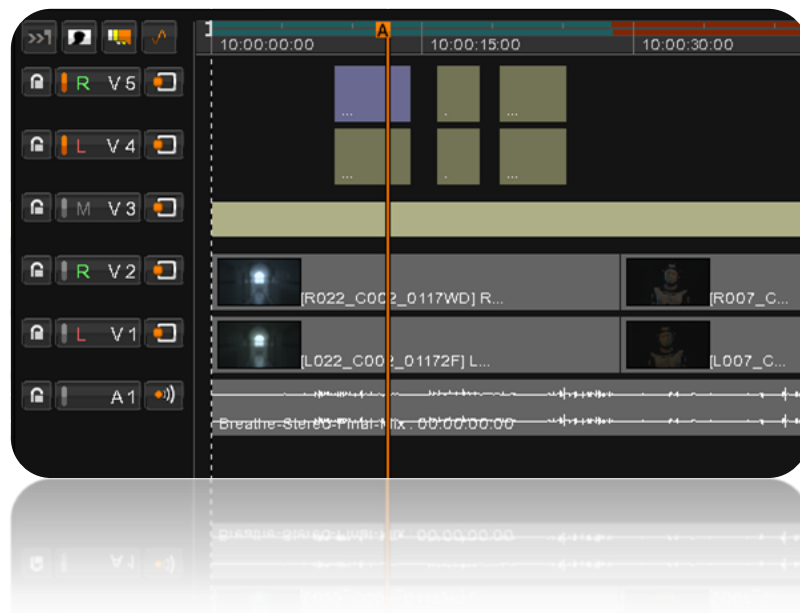 A
10:00:00:00 10:00:15:00 10:00:30:00
R V5
... . ...
L V4
... . ...
M V3
R V2
[R022_C002_0117WD] R... [R007_C...
L V1
[L022_C002_01172F] L... [L007_C...
A1
Breathe-Stereo-Final-Mix : 00:00:00:00